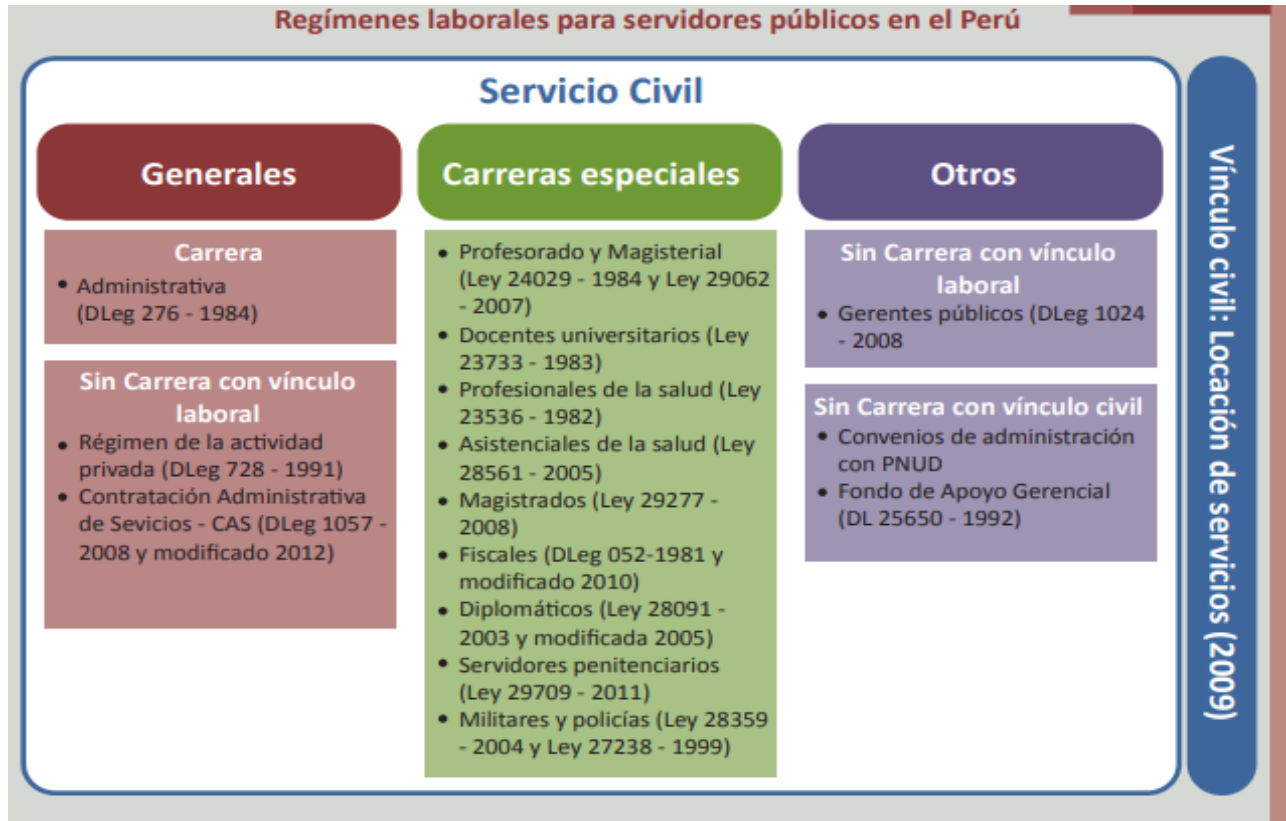 Regímenes laborales para servidores públicos en el Perú
Servicio Civil
Generales
Carrera
• Administrativa
(DLeg 276 - 1984)
Sin Carrera con vínculo
laboral
• Régimen de la actividad
privada (DLeg 728 - 1991)
• Contratación Administrativa
de Sevicios - CAS (DLeg 1057 -
2008 y modificado 2012)
Carreras especiales
• Profesorado y Magisterial
(Ley 24029 - 1984 y Ley 29062
- 2007)
• Docentes universitarios (Ley
23733 - 1983)
• Profesionales de la salud (Ley
23536 - 1982)
• Asistenciales de la salud (Ley
28561 - 2005)
• Magistrados (Ley 29277 -
2008)
• Fiscales (DLeg 052-1981 y
modificado 2010)
• Diplomáticos (Ley 28091 -
2003 y modificada 2005)
• Servidores penitenciarios
(Ley 29709 - 2011)
• Militares y policías (Ley 28359
- 2004 y Ley 27238 - 1999)
Otros
Sin Carrera con vínculo
laboral
• Gerentes públicos (DLeg 1024
- 2008
Sin Carrera con vínculo civil
• Convenios de administración
con PNUD
• Fondo de Apoyo Gerencial
(DL 25650 - 1992)
Vínculo civil: Locación de servicios (2009)